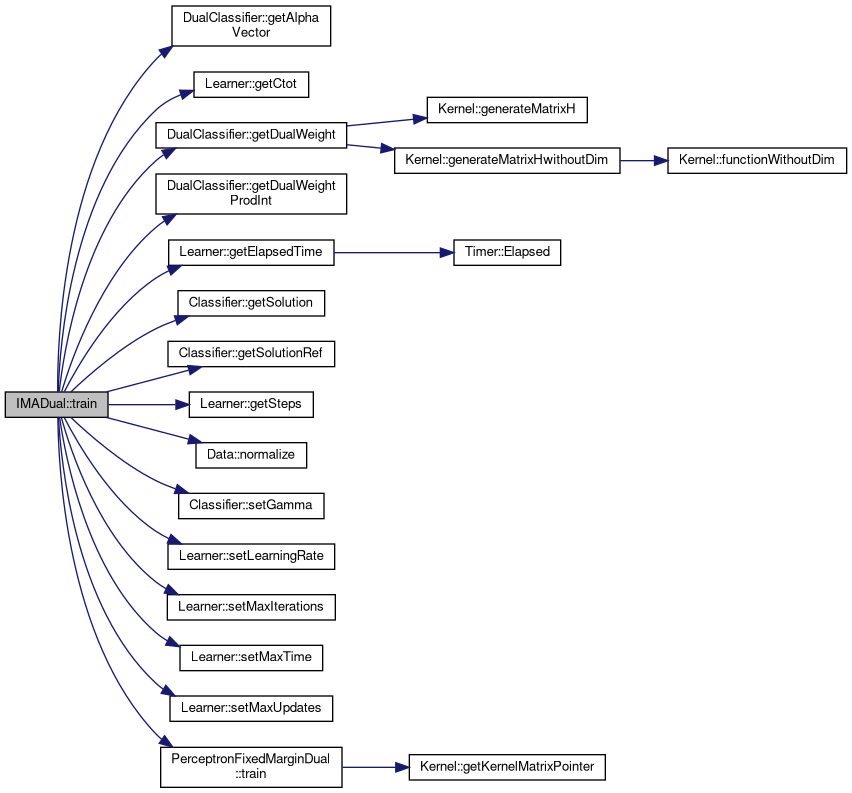 DualClassifier::getAlpha
Vector
Learner::getCtot
Kernel::generateMatrixH
DualClassifier::getDualWeight
Kernel::generateMatrixHwithoutDim
Kernel::functionWithoutDim
DualClassifier::getDualWeight
ProdInt
Learner::getElapsedTime
Timer::Elapsed
Classifier::getSolution
Classifier::getSolutionRef
IMADual::train
Learner::getSteps
Data::normalize
Classifier::setGamma
Learner::setLearningRate
Learner::setMaxIterations
Learner::setMaxTime
Learner::setMaxUpdates
PerceptronFixedMarginDual
::train
Kernel::getKernelMatrixPointer